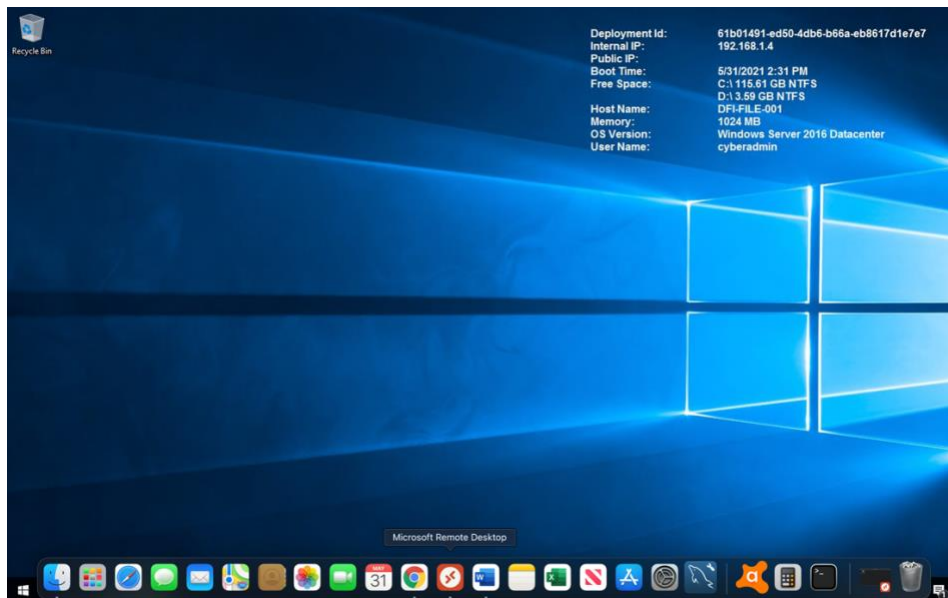 Recycle Bin
Deployment Id: 61b01491-ed50-4db6-b66a-eb8617d1e7e7
Internal IP: 192.168.1.4
Public IP:
Boot Time: 5/31/2021 2:31 PM
Free Space: C:\ 115.61 GB NTFS
D:\ 3.59 GB NTFS
Host Name: DFI-FILE-001
Memory: 1024 MB
OS Version: Windows Server 2016 Datacenter
User Name: cyberadmin
Microsoft Remote Desktop
MAY
31